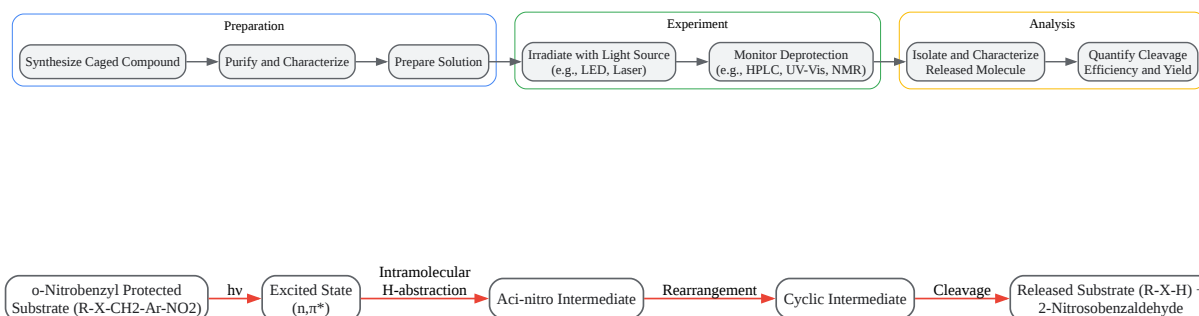 Preparation
Experiment
Analysis
Synthesize Caged Compound
Purify and Characterize
Prepare Solution
Irradiate with Light Source
(e.g., LED, Laser)
Monitor Deprotection
(e.g., HPLC, UV-Vis, NMR)
Isolate and Characterize
Released Molecule
Quantify Cleavage
Efficiency and Yield
o-Nitrobenzyl Protected
Substrate (R-X-CH2-Ar-NO2)
hν
Excited State
(n,π*)
Intramolecular
H-abstraction
Aci-nitro Intermediate
Rearrangement
Cyclic Intermediate
Cleavage
Released Substrate (R-X-H)
2-Nitrosobenzaldehyde